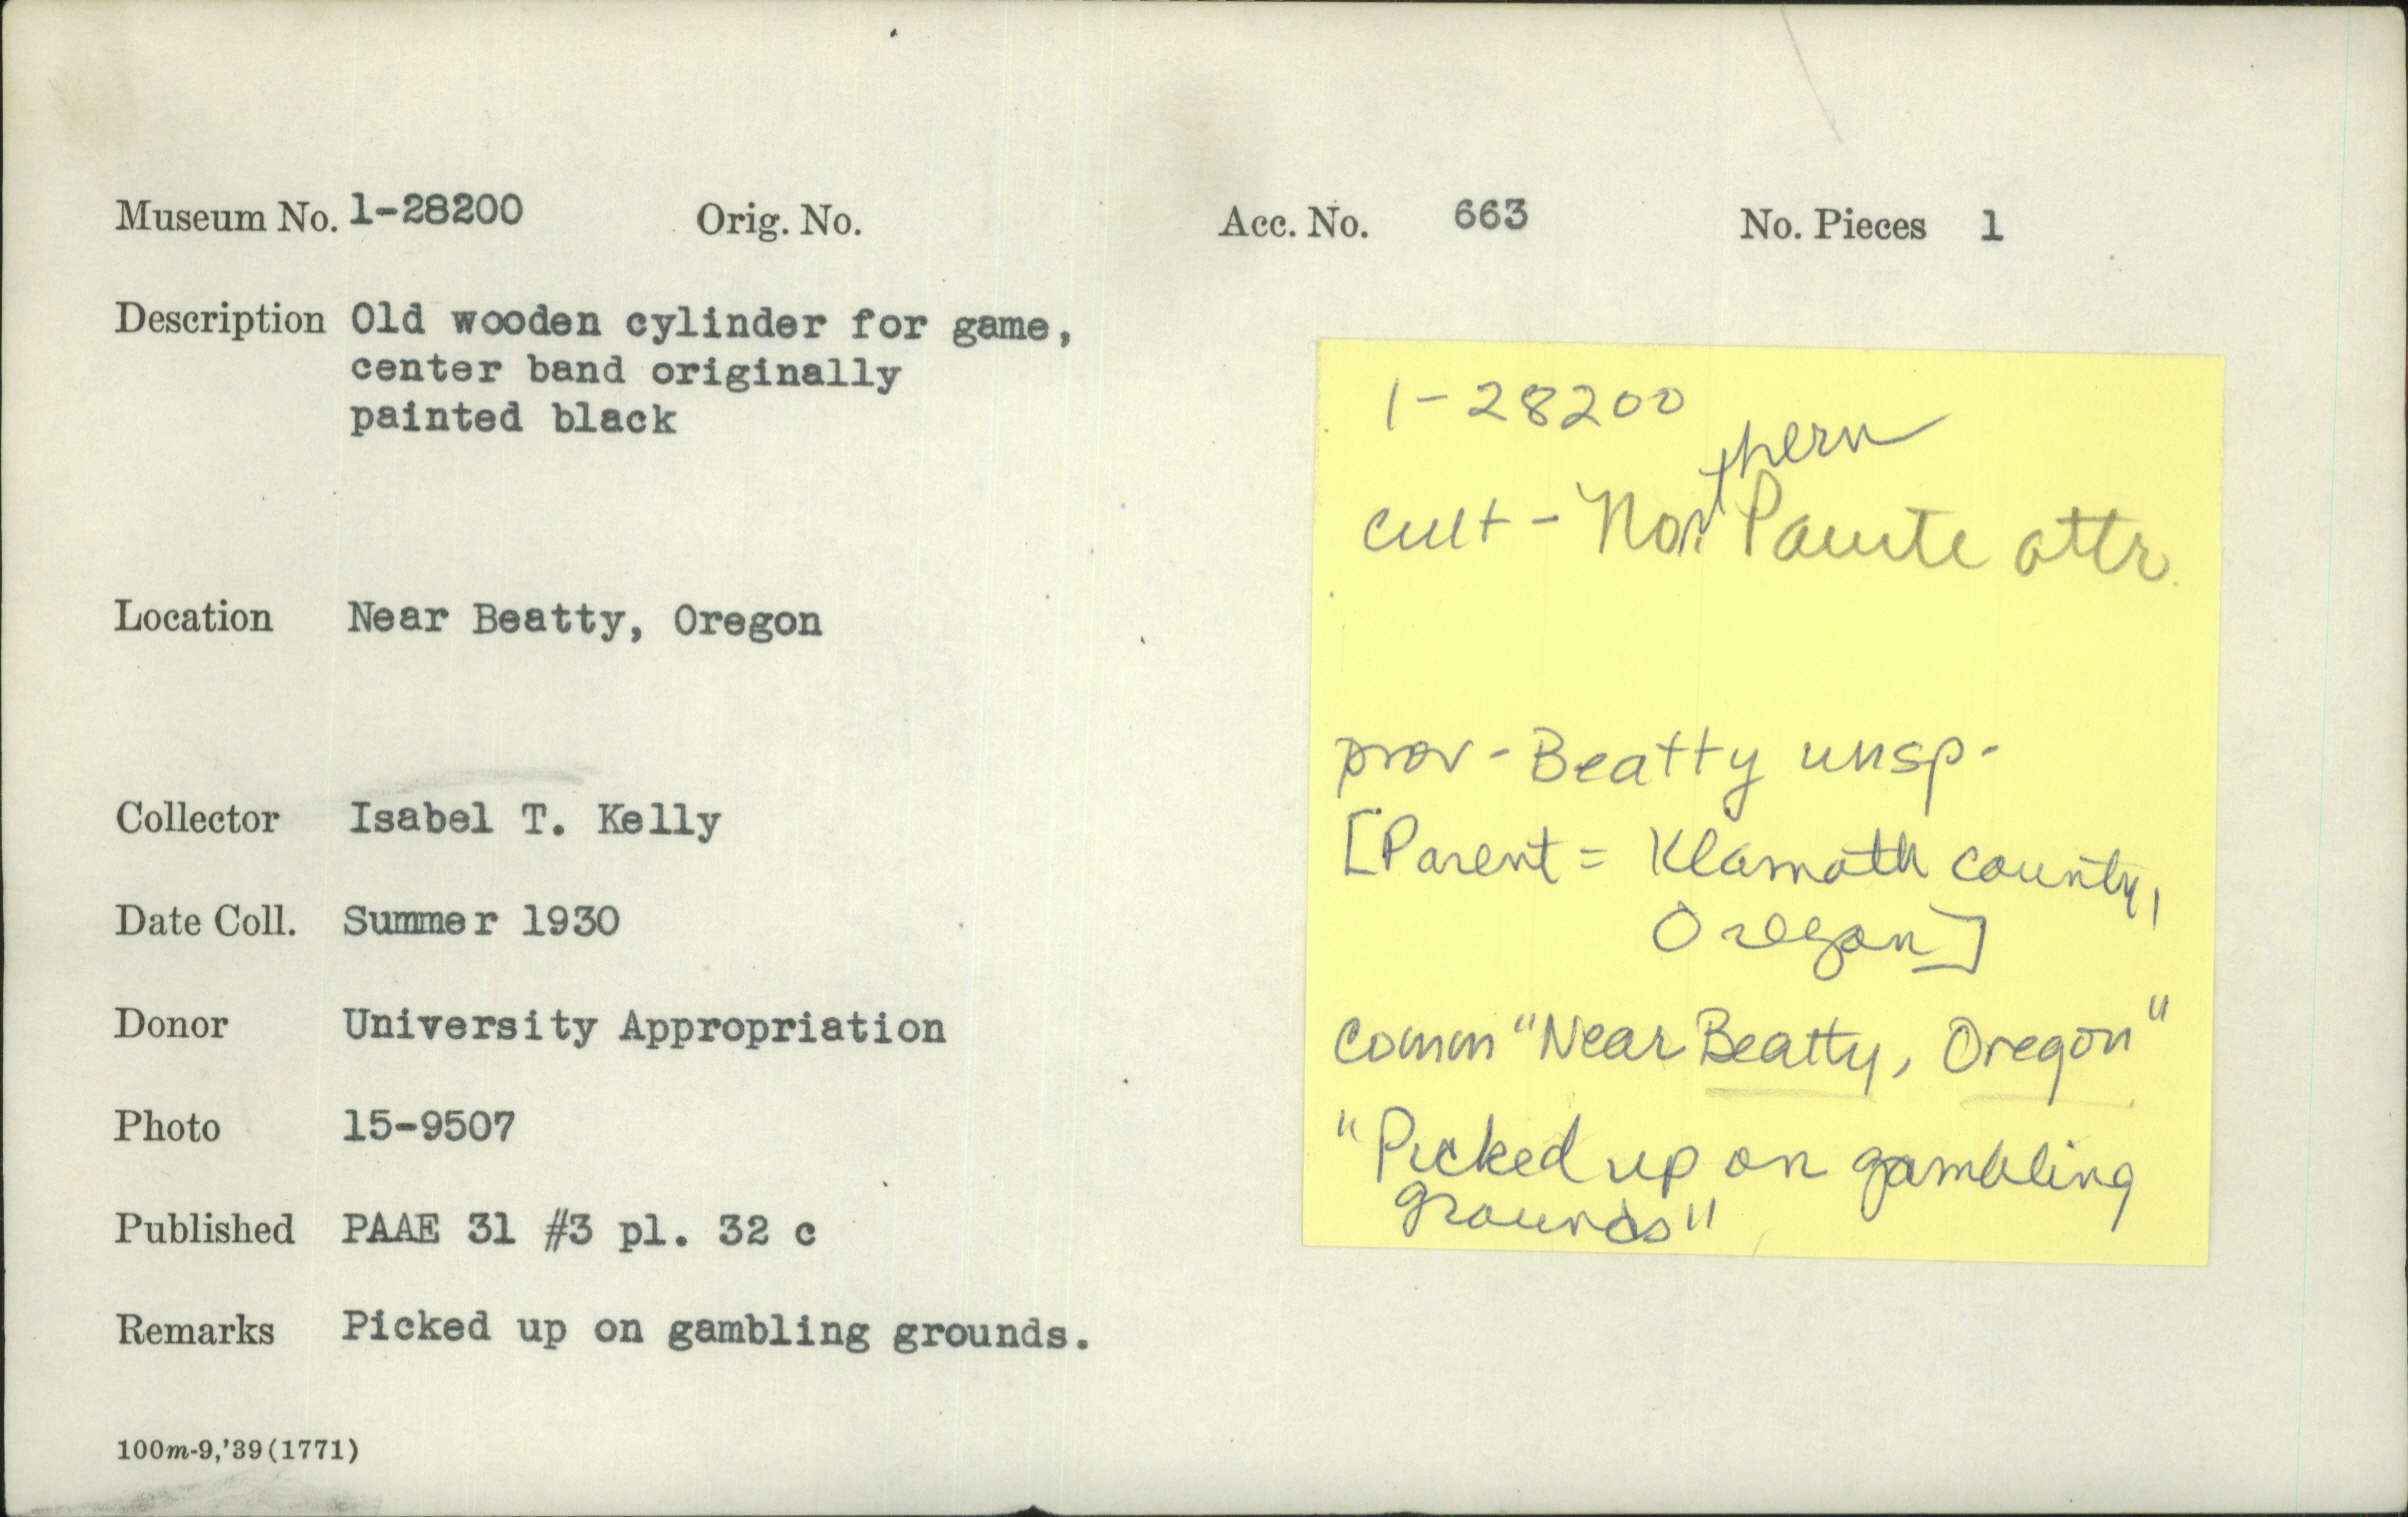 Museum No. 1-28200 Orig. No. Acc. No. 663 No. Pieces 1
Description Old wooden cylinder for game,
center band originally
painted black
Location Near Beatty, Oregon
Collector Isabel T. Kelly
Date Coll. Summer 1930
Donor University Appropriation
Photo 15-9507
Published PAAE 31 #3 pl. 32 c
Remarks Picked up on gambling grounds.
100m-9,'39(1771)
1-28200
cult - Northern Paiute attr.
prov - Beatty unsp.
[Parent = Klamath county,
Oregon]
comm "Near Beatty, Oregon"
"Picked up on gambling
grounds"